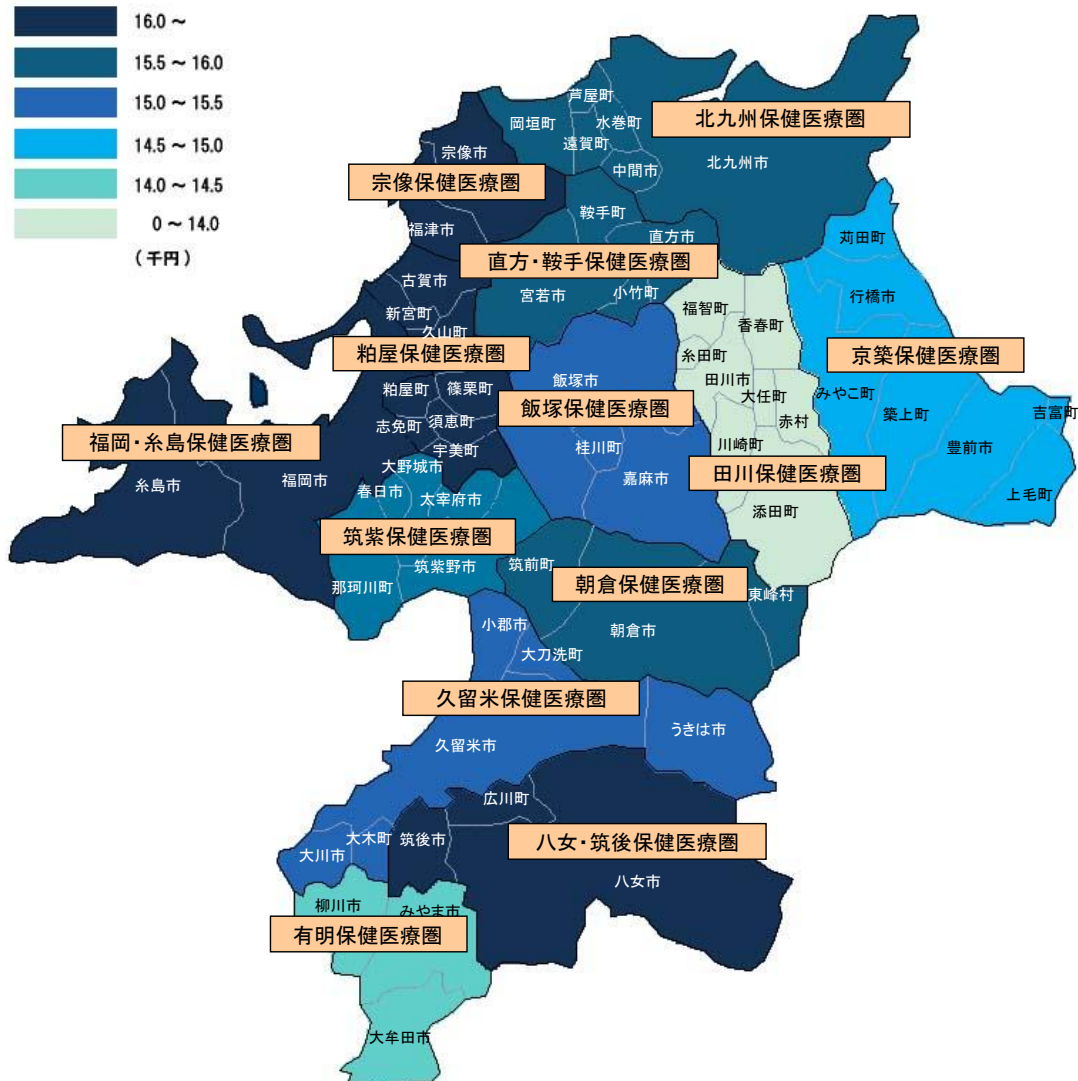 16.0 ~
15.5 ~ 16.0
15.0 ~ 15.5
14.5 ~ 15.0
14.0 ~ 14.5
0 ~ 14.0
(千円)
芦屋町
岡垣町
水巻町
遠賀町
中間市
北九州保健医療圏
北九州市
宗像市
宗像保健医療圏
福津市
鞍手町
直方市
直方・鞍手保健医療圏
宮若市
小竹町
苅田町
行橋市
京築保健医療圏
みやこ町
築上町
吉富町
豊前市
上毛町
古賀市
新宮町
久山町
粕屋保健医療圏
粕屋町
篠栗町
須恵町
志免町
宇美町
福智町
香春町
糸田町
田川市
大任町
赤村
川崎町
田川保健医療圏
添田町
飯塚市
飯塚保健医療圏
桂川町
嘉麻市
福岡・糸島保健医療圏
糸島市
福岡市
大野城市
春日市
太宰府市
筑紫保健医療圏
筑紫野市
那珂川町
筑前町
朝倉保健医療圏
東峰村
朝倉市
小郡市
大刀洗町
久留米保健医療圏
うきは市
久留米市
大木町
大川市
広川町
筑後市
八女・筑後保健医療圏
八女市
柳川市
みやま市
有明保健医療圏
大牟田市